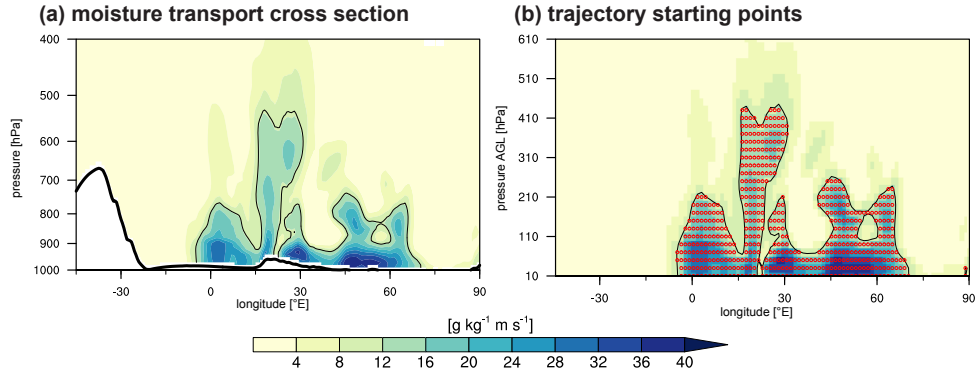 (a) moisture transport cross section
(b) trajectory starting points
400
500
600
700
800
900
1000
pressure [hPa]
-30 0 30 60 90
longitude [°E]
610
510
410
310
210
110
10
pressure AGL [hPa]
-30 0 30 60 90
longitude [°E]
[g kg⁻¹ m s⁻¹]
4 8 12 16 20 24 28 32 36 40